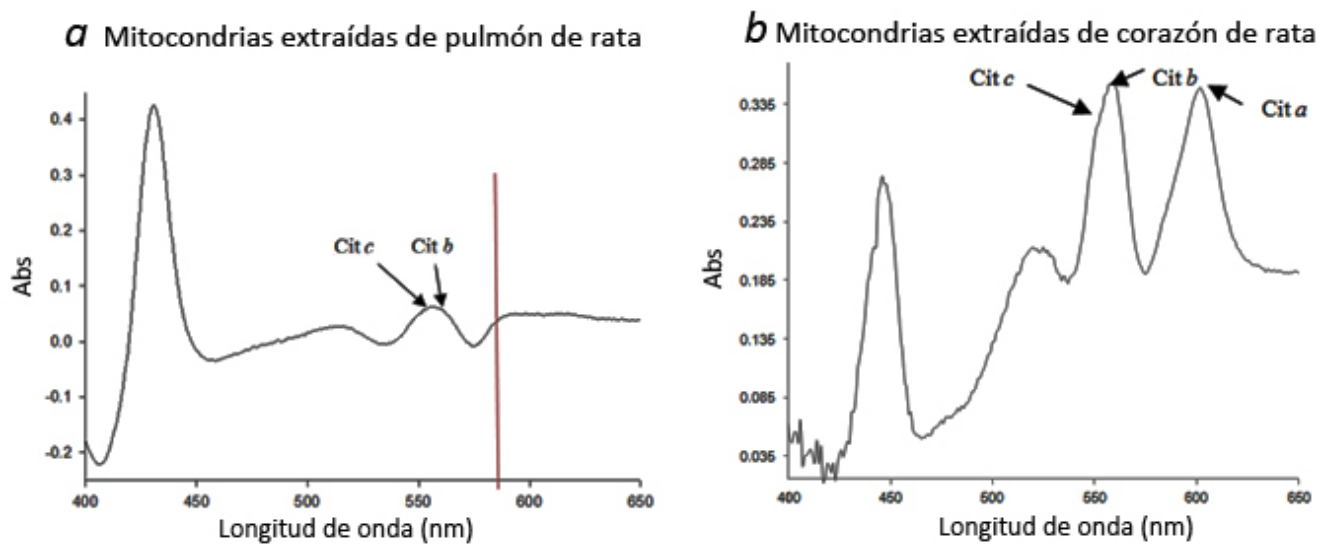 a Mitocondrias extraídas de pulmón de rata
Abs
0.4
0.3
0.2
0.1
0.0
-0.1
-0.2
Cit c
Cit b
400
450
500
550
600
650
Longitud de onda (nm)
b Mitocondrias extraídas de corazón de rata
Abs
0.335
0.285
0.235
0.185
0.135
0.085
0.035
Cit c
Cit b
Cit a
400
450
500
550
600
650
Longitud de onda (nm)